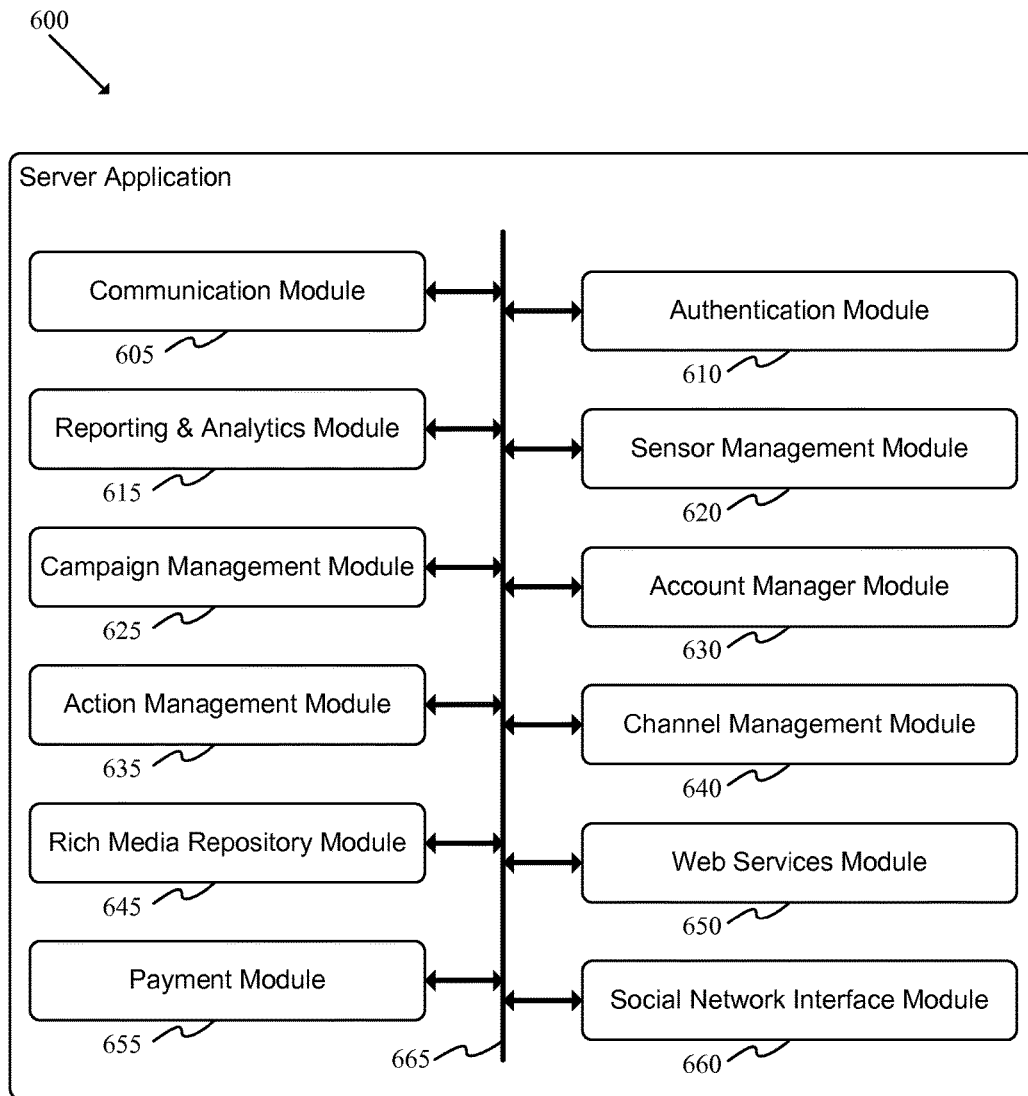 600
Server Application
Communication Module
605
Authentication Module
610
Reporting & Analytics Module
615
Sensor Management Module
620
Campaign Management Module
625
Account Manager Module
630
Action Management Module
635
Channel Management Module
640
Rich Media Repository Module
645
Web Services Module
650
Payment Module
655
665
Social Network Interface Module
660